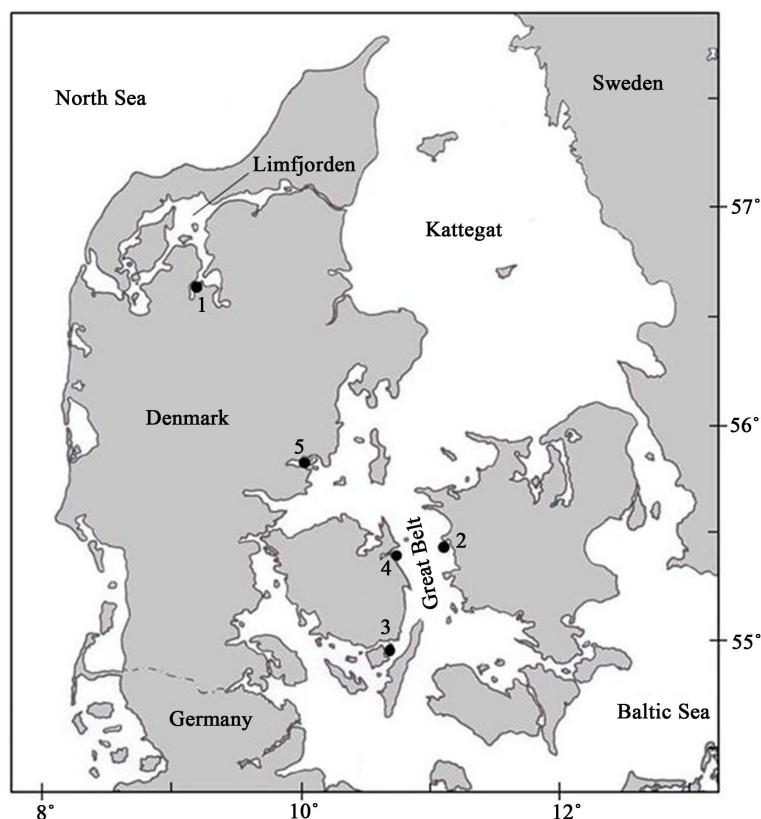 Sweden
North Sea
Limfjorden
57°
Kattegat
1
Denmark
56°
5
Great Belt
2
4
3
55°
Germany
Baltic Sea
8°
10°
12°